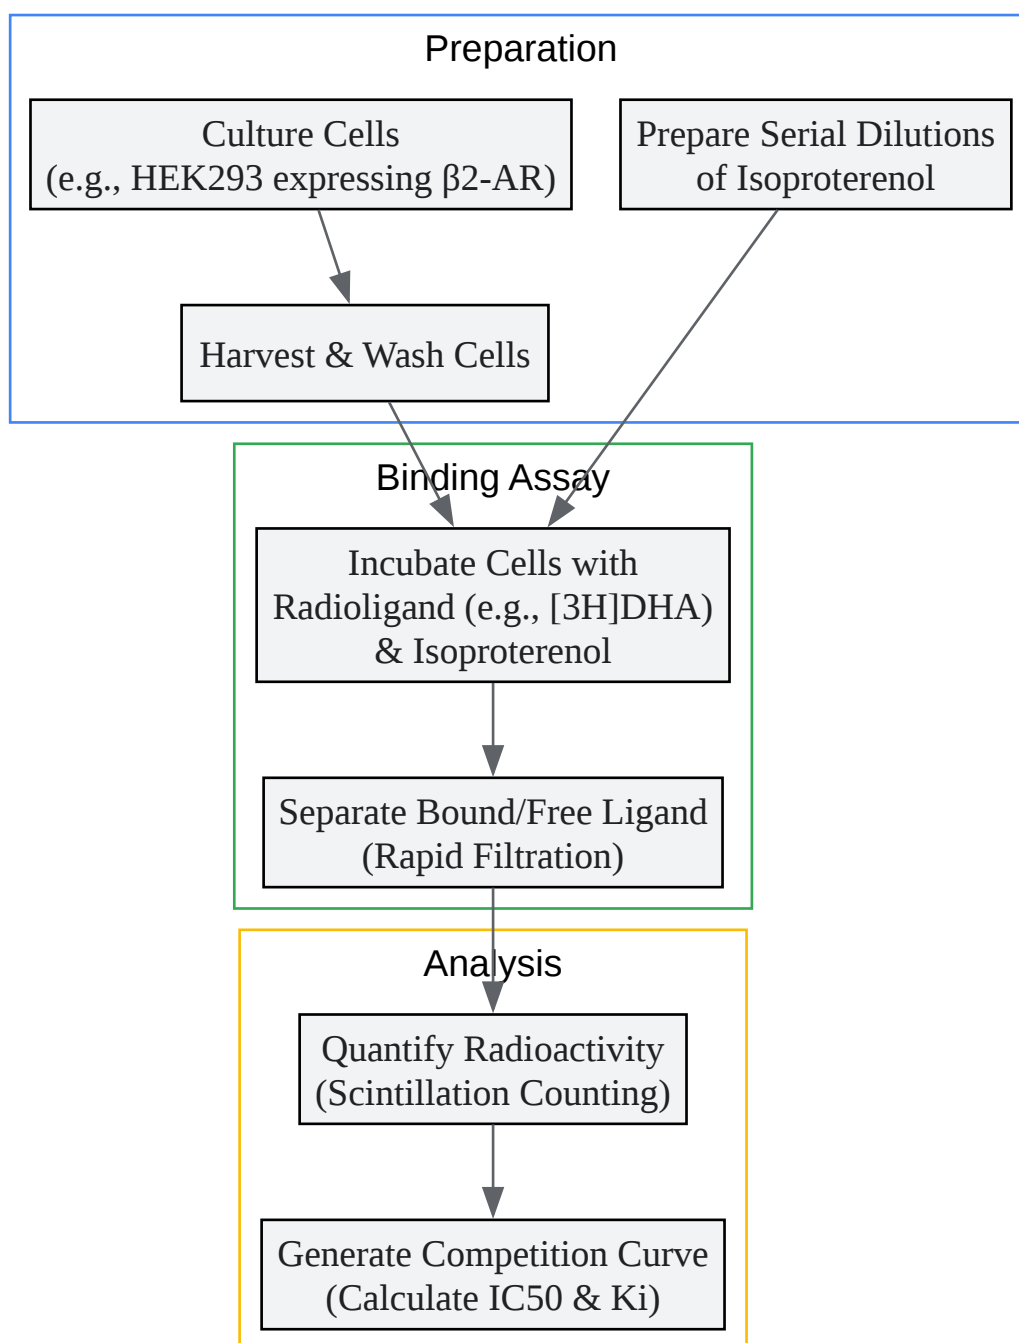 Preparation
Culture Cells
(e.g., HEK293 expressing β2-AR)
Prepare Serial Dilutions
of Isoproterenol
Harvest & Wash Cells
Binding Assay
Incubate Cells with
Radioligand (e.g., [3H]DHA)
& Isoproterenol
Separate Bound/Free Ligand
(Rapid Filtration)
Analysis
Quantify Radioactivity
(Scintillation Counting)
Generate Competition Curve
(Calculate IC50 & Ki)